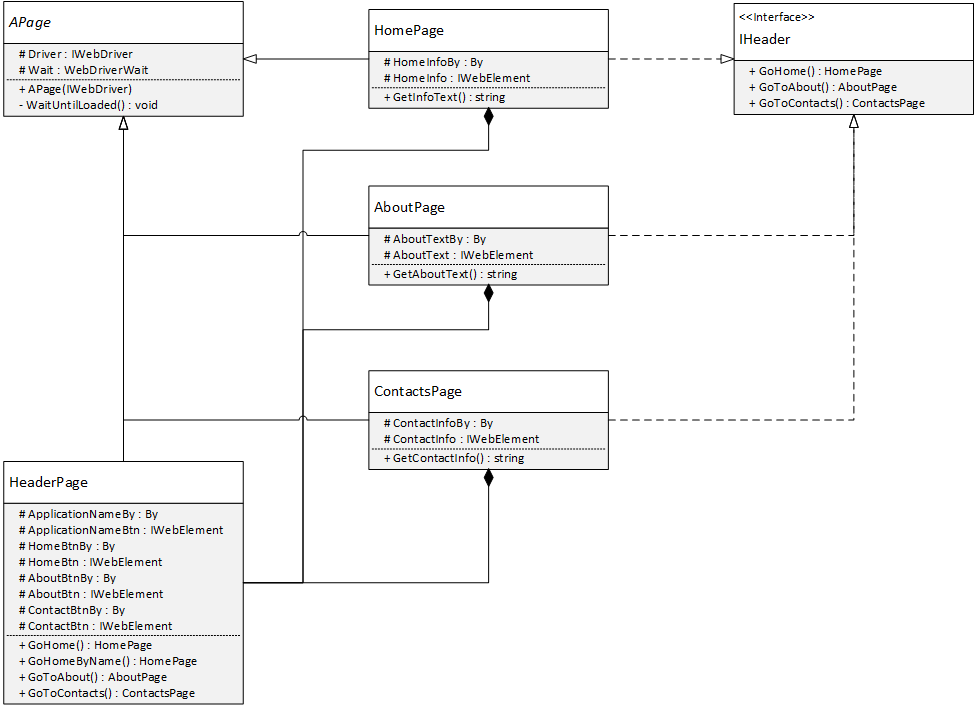 APage
# Driver : IWebDriver
# Wait : WebDriverWait
+ APage(IWebDriver)
- WaitUntilLoaded() : void
HomePage
# HomeInfoBy : By
# HomeInfo : IWebElement
+ GetInfoText() : string
<<Interface>>
IHeader
+ GoHome() : HomePage
+ GoToAbout() : AboutPage
+ GoToContacts() : ContactsPage
AboutPage
# AboutTextBy : By
# AboutText : IWebElement
+ GetAboutText() : string
ContactsPage
# ContactInfoBy : By
# ContactInfo : IWebElement
+ GetContactInfo() : string
HeaderPage
# ApplicationNameBy : By
# ApplicationNameBtn : IWebElement
# HomeBtnBy : By
# HomeBtn : IWebElement
# AboutBtnBy : By
# AboutBtn : IWebElement
# ContactBtnBy : By
# ContactBtn : IWebElement
+ GoHome() : HomePage
+ GoHomeByName() : HomePage
+ GoToAbout() : AboutPage
+ GoToContacts() : ContactsPage